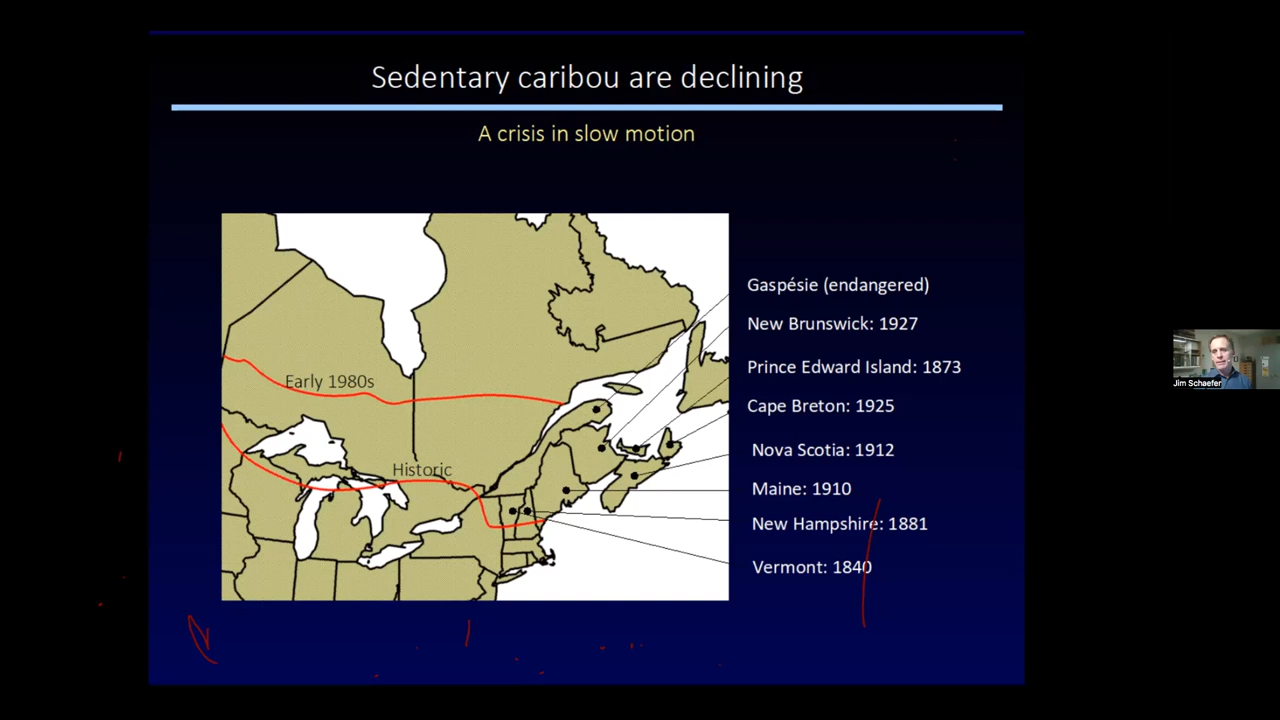 Sedentary caribou are declining
A crisis in slow motion
Early 1980s
Historic
Gaspésie (endangered)
New Brunswick: 1927
Prince Edward Island: 1873
Cape Breton: 1925
Nova Scotia: 1912
Maine: 1910
New Hampshire: 1881
Vermont: 1840
Jim Schaefer